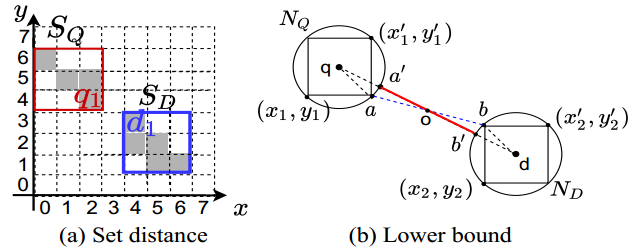 y
S_Q
7
6
5
4
3
2
1
0
q_1
S_D
d_1
0 1 2 3 4 5 6 7 x
(a) Set distance
N_Q
(x'_1, y'_1)
q
a'
(x_1, y_1)
a
o
b
(x'_2, y'_2)
b'
d
(x_2, y_2)
N_D
(b) Lower bound